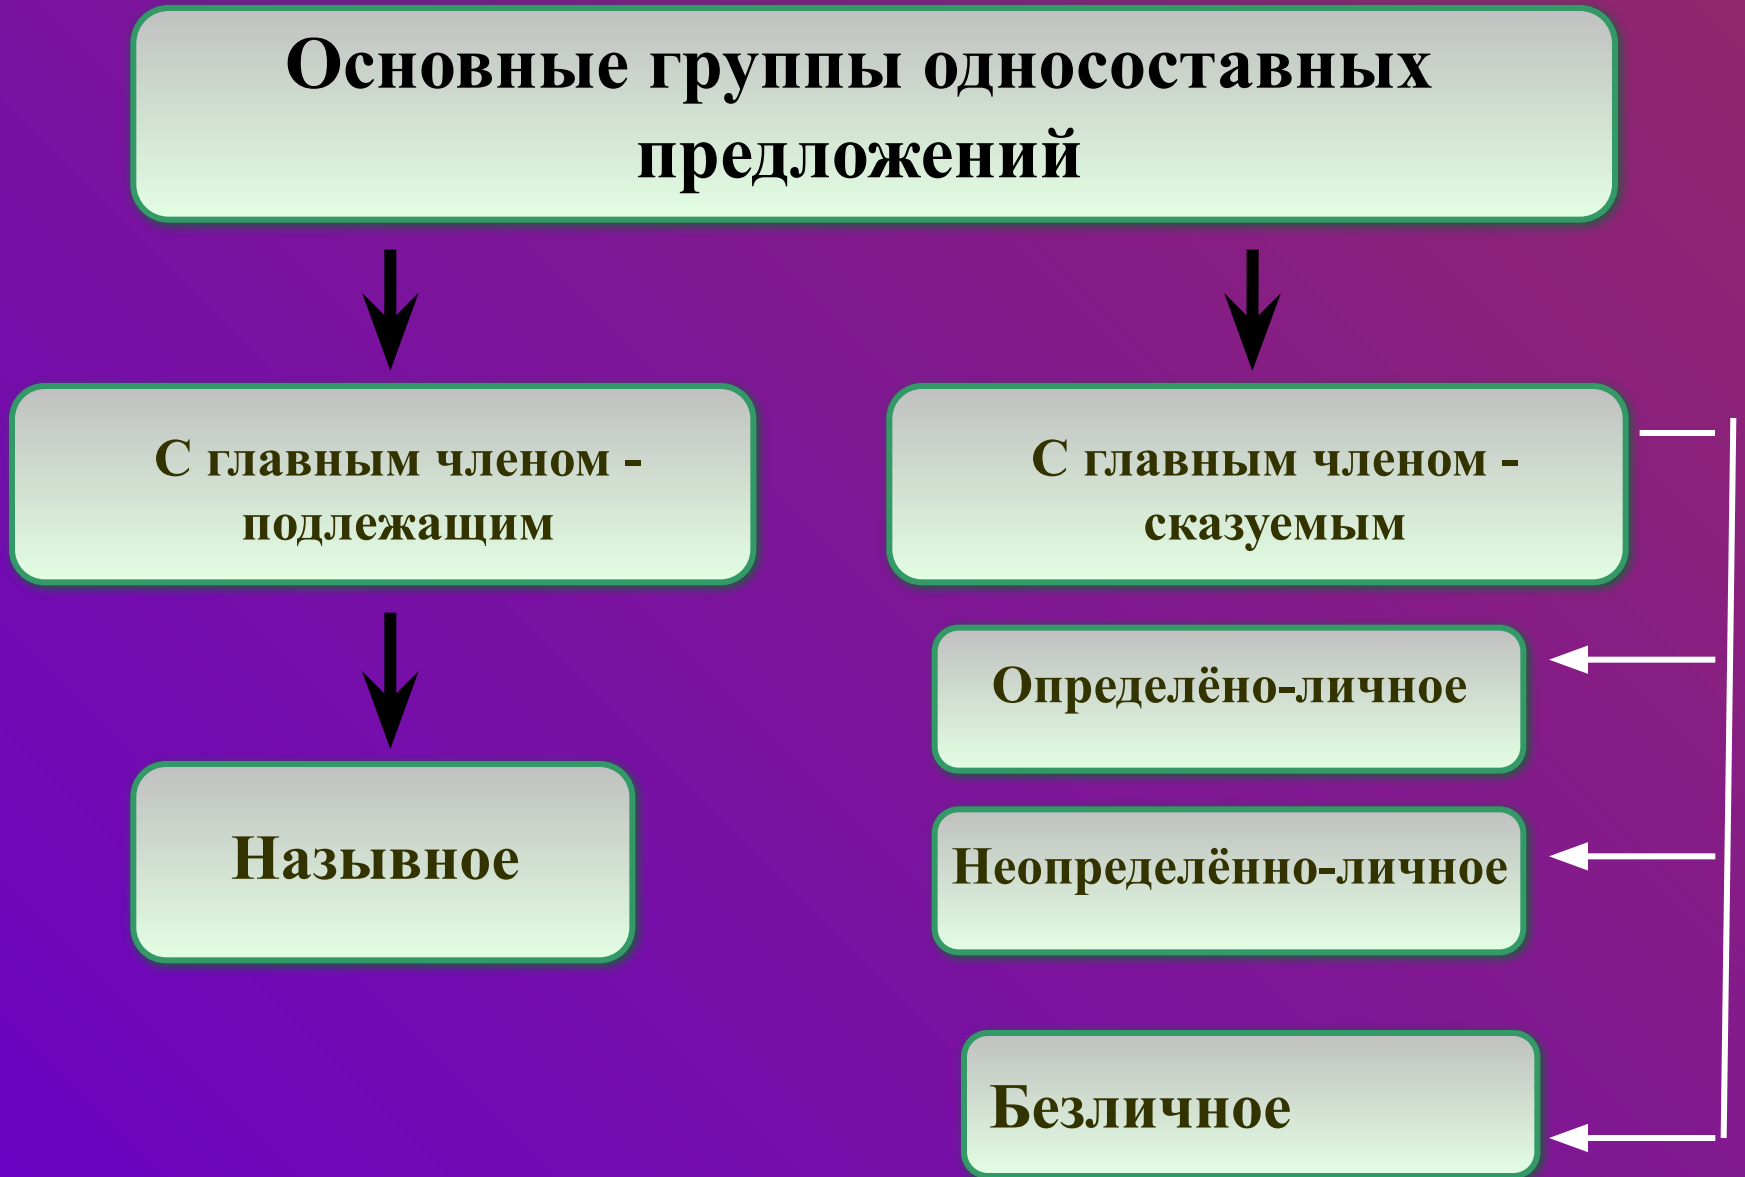 Основные группы односоставных
предложений
С главным членом -
подлежащим
С главным членом -
сказуемым
Определёно-личное
Неопределённо-личное
Назывное
Безличное